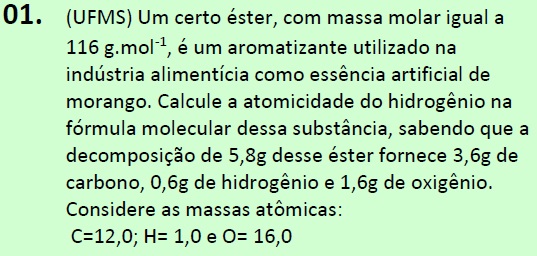 01. (UFMS) Um certo éster, com massa molar igual a
116 g.mol⁻¹, é um aromatizante utilizado na
indústria alimentícia como essência artificial de
morango. Calcule a atomicidade do hidrogênio na
fórmula molecular dessa substância, sabendo que a
decomposição de 5,8g desse éster fornece 3,6g de
carbono, 0,6g de hidrogênio e 1,6g de oxigênio.
Considere as massas atômicas:
C=12,0; H= 1,0 e O= 16,0